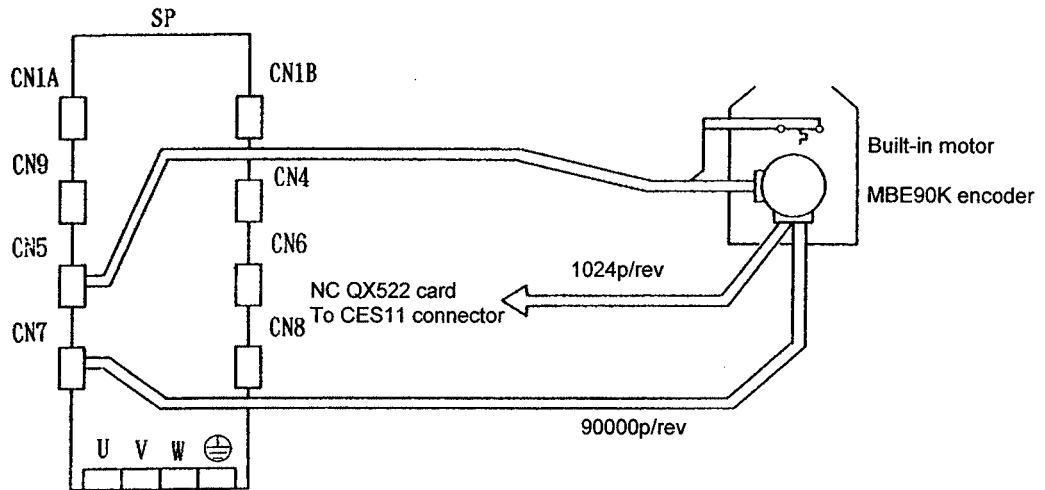 SP
CN1A
CN1B
CN9
CN4
CN5
CN6
CN7
CN8
Built-in motor
MBE90K encoder
1024p/rev
NC QX522 card
To CES11 connector
90000p/rev
U V W